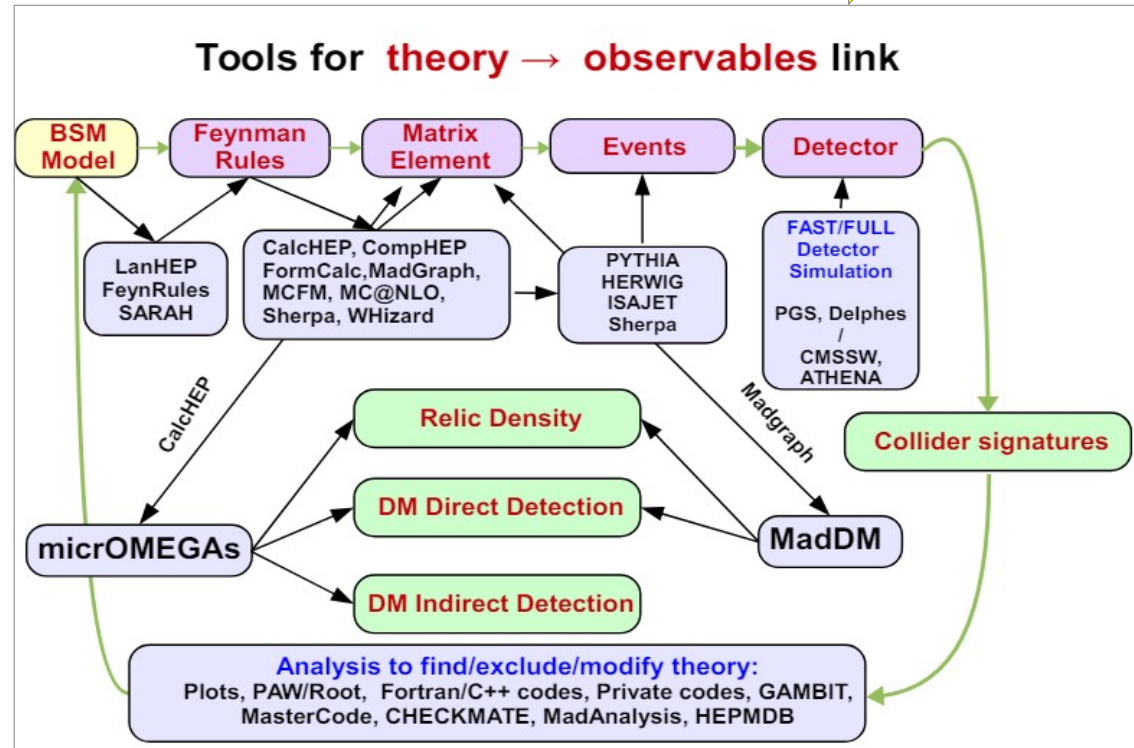 Tools for theory → observables link
BSM
Model
Feynman
Rules
Matrix
Element
Events
Detector
LanHEP
FeynRules
SARAH
CalcHEP, CompHEP
FormCalc,MadGraph,
MCFM, MC@NLO,
Sherpa, WHizard
PYTHIA
HERWIG
ISAJET
Sherpa
FAST/FULL
Detector
Simulation
PGS, Delphes
/
CMSSW,
ATHENA
CalcHEP
Madgraph
Relic Density
Collider signatures
DM Direct Detection
micrOMEGAs
MadDM
DM Indirect Detection
Analysis to find/exclude/modify theory:
Plots, PAW/Root, Fortran/C++ codes, Private codes, GAMBIT,
MasterCode, CHECKMATE, MadAnalysis, HEPMDB